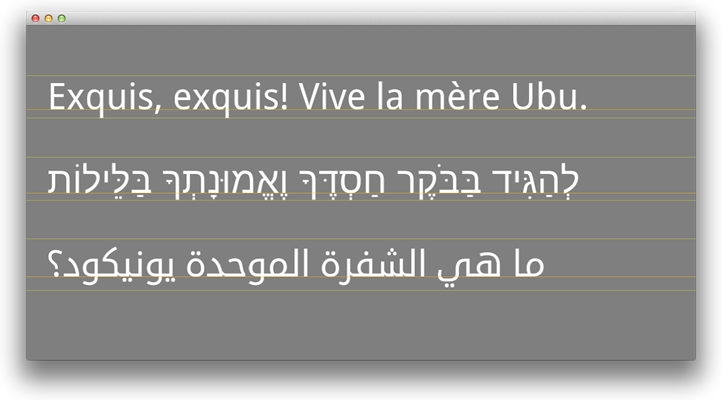 Exquis, exquis! Vive la mère Ubu.
לְהַגִּיד בַּבֹּקֶר חַסְדֶּךָ וֶאֱמוּנָתְךָ בַּלֵּילוֹת
ما هي الشفرة الموحدة يونيكود؟